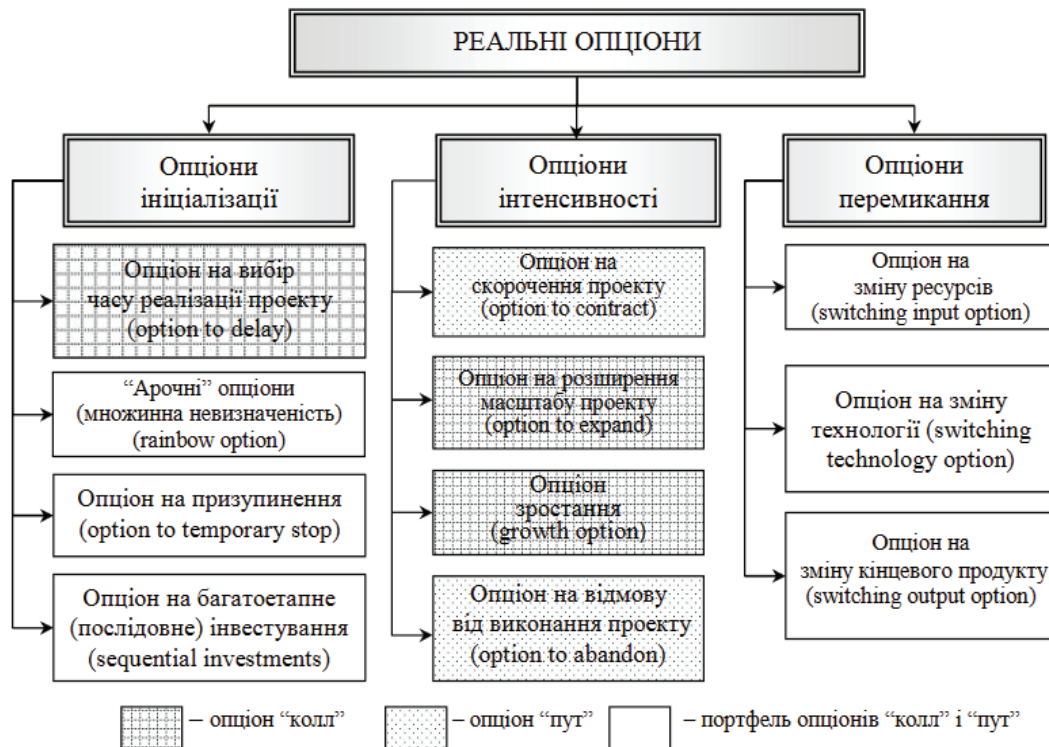 РЕАЛЬНІ ОПЦІОНИ
Опціони
ініціалізації
Опціон на вибір
часу реалізації проекту
(option to delay)
“Арочні” опціони
(множинна невизначеність)
(rainbow option)
Опціон на призупинення
(option to temporary stop)
Опціон на багатоетапне
(послідовне) інвестування
(sequential investments)
Опціони
інтенсивності
Опціон на
скорочення проекту
(option to contract)
Опціон на розширення
масштабу проекту
(option to expand)
Опціон
зростання
(growth option)
Опціон на відмову
від виконання проекту
(option to abandon)
Опціони
перемикання
Опціон на
зміну ресурсів
(switching input option)
Опціон на зміну
технології (switching
technology option)
Опціон на
зміну кінцевого продукту
(switching output option)
– опціон “колл”
– опціон “пут”
– портфель опціонів “колл” і “пут”